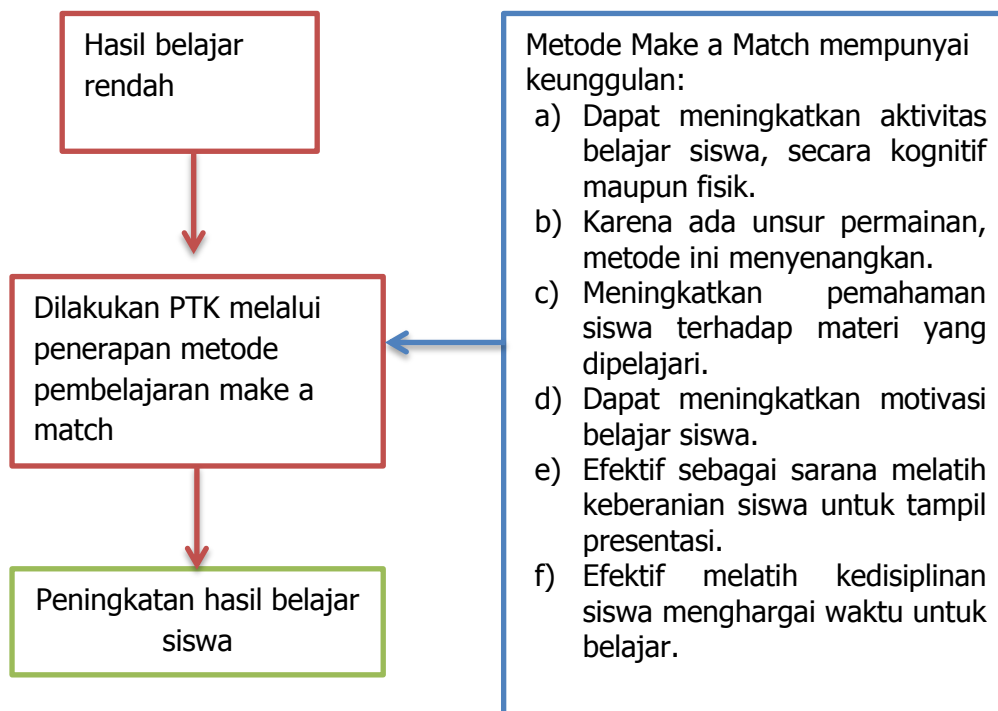 Hasil belajar
rendah
Dilakukan PTK melalui
penerapan metode
pembelajaran make a
match
Peningkatan hasil belajar
siswa
Metode Make a Match mempunyai
keunggulan:
a) Dapat meningkatkan aktivitas
belajar siswa, secara kognitif
maupun fisik.
b) Karena ada unsur permainan,
metode ini menyenangkan.
c) Meningkatkan pemahaman
siswa terhadap materi yang
dipelajari.
d) Dapat meningkatkan motivasi
belajar siswa.
e) Efektif sebagai sarana melatih
keberanian siswa untuk tampil
presentasi.
f) Efektif melatih kedisiplinan
siswa menghargai waktu untuk
belajar.